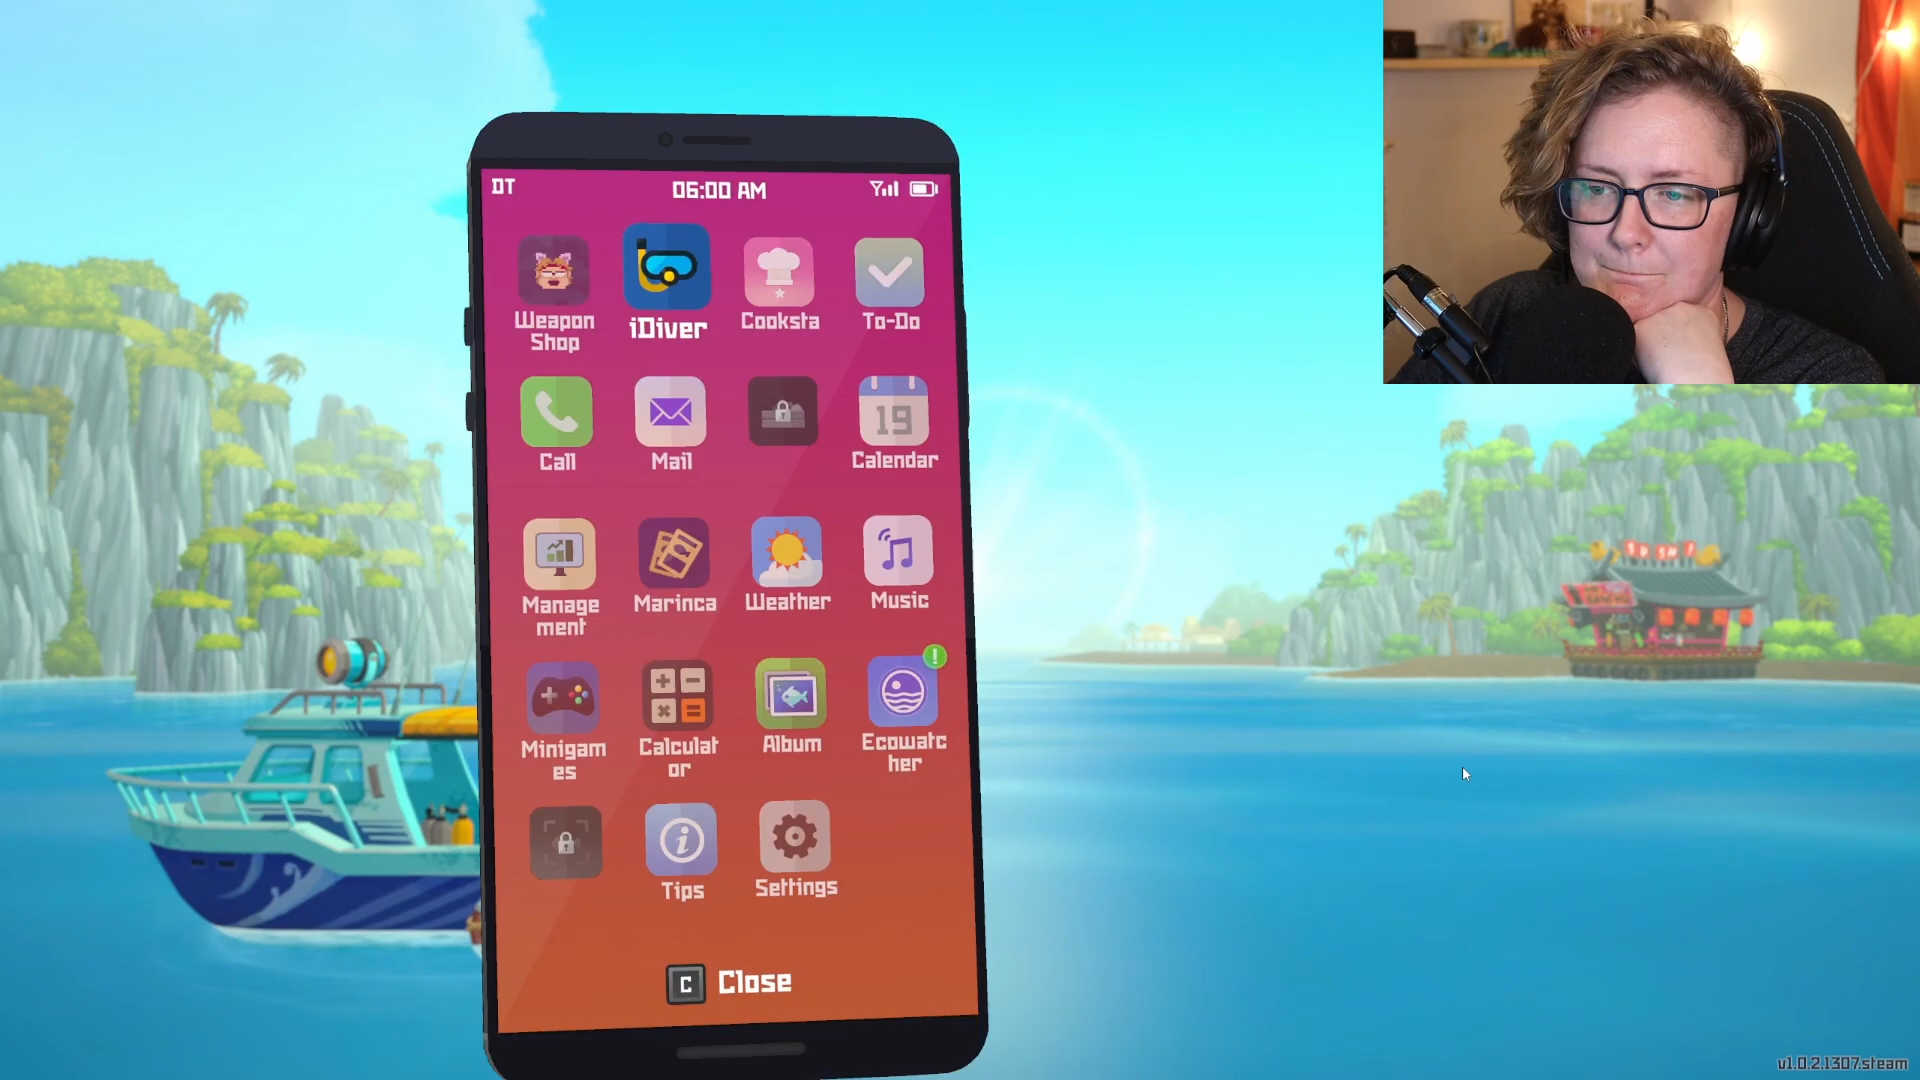 DT
06:00 AM
Weapon
Shop
iDiver
Cooksta
To-Do
Call
Mail
19
Calendar
Manage
ment
Marinca
Weather
Music
Minigam
es
Calculat
or
Album
Ecowatc
her
Tips
Settings
C Close
SUSHI
v1.0.2.1307.steam